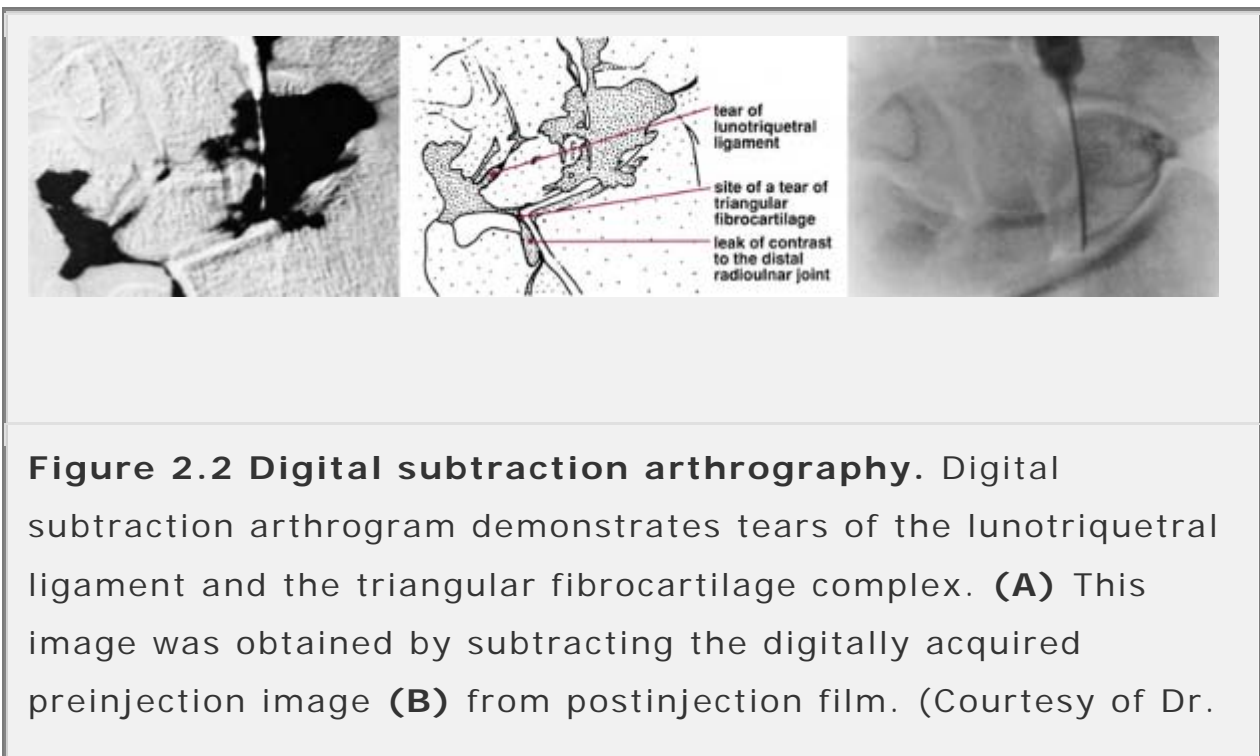 tear of
lunotriquetral
ligament
site of a tear of
triangular
fibrocartilage
leak of contrast
to the distal
radioulnar joint
Figure 2.2 Digital subtraction arthrography. Digital
subtraction arthrogram demonstrates tears of the lunotriquetral
ligament and the triangular fibrocartilage complex. (A) This
image was obtained by subtracting the digitally acquired
preinjection image (B) from postinjection film. (Courtesy of Dr.